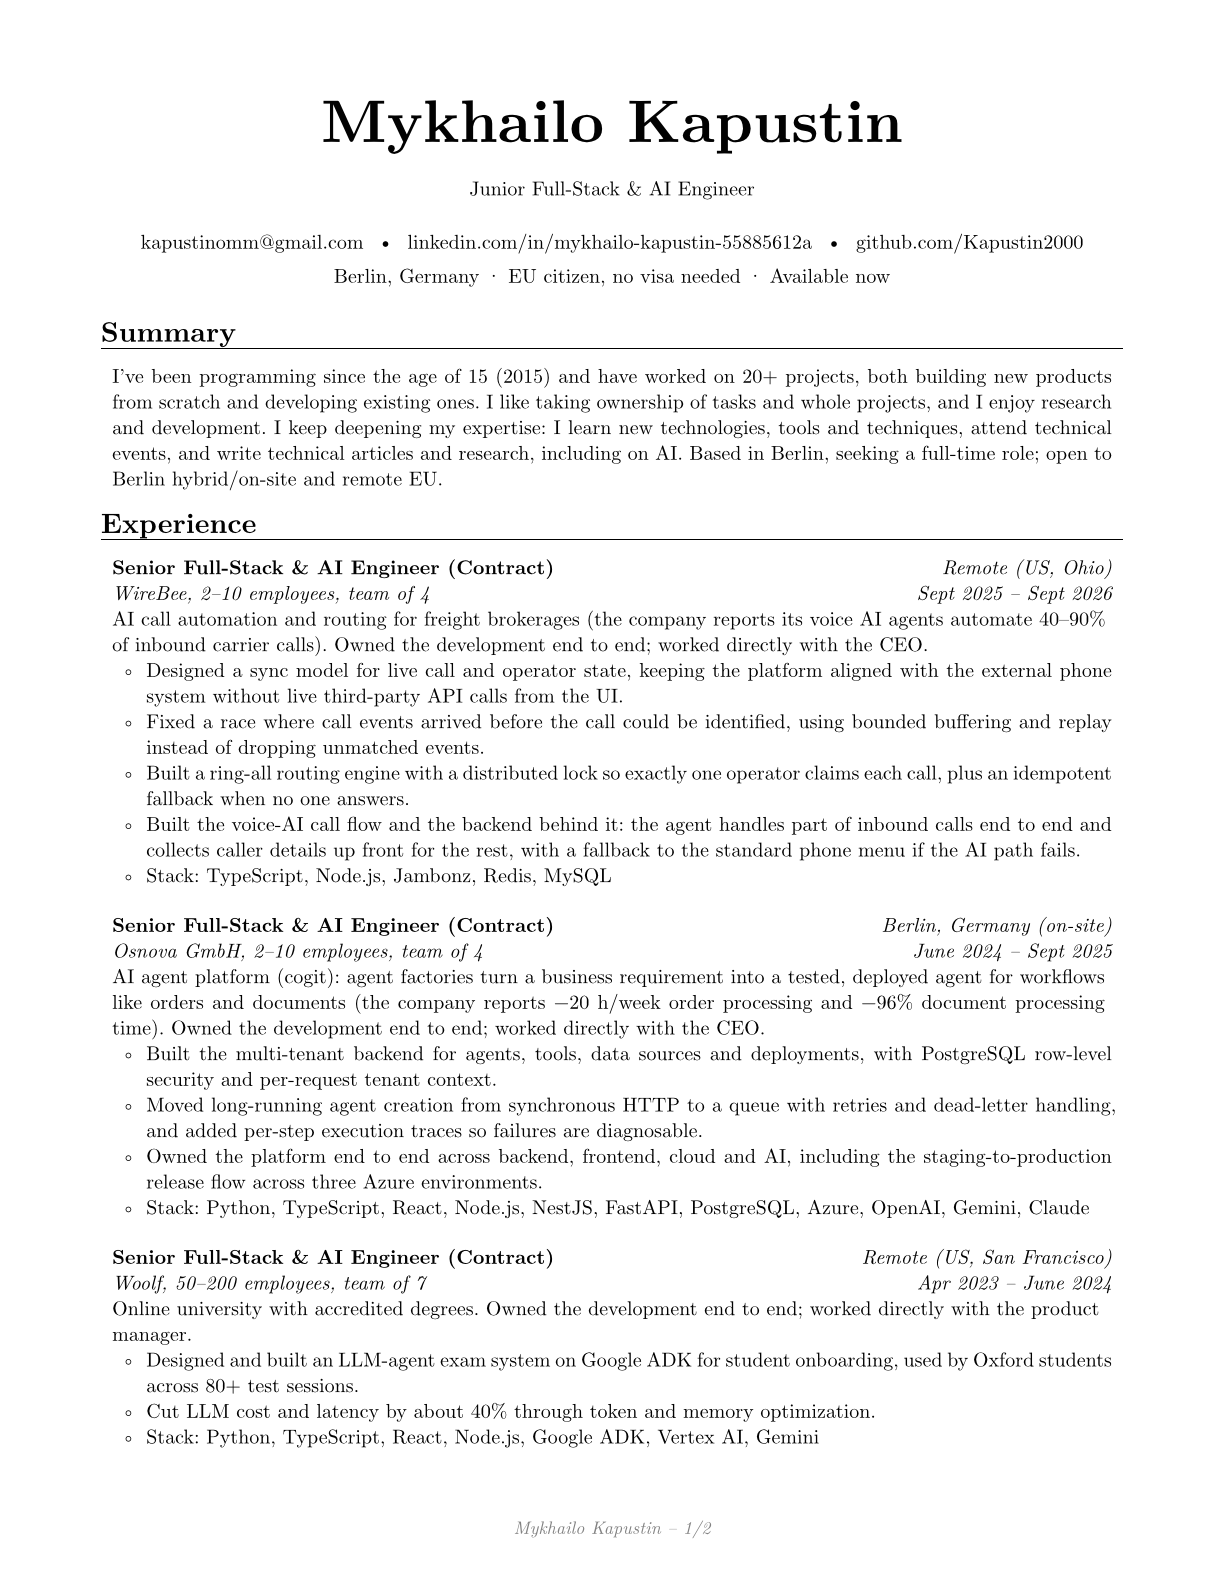 Mykhailo Kapustin
Junior Full-Stack & AI Engineer
kapustinomm@gmail.com • linkedin.com/in/mykhailo-kapustin-55885612a • github.com/Kapustin2000
Berlin, Germany · EU citizen, no visa needed · Available now
Summary
I've been programming since the age of 15 (2015) and have worked on 20+ projects, both building new products
from scratch and developing existing ones. I like taking ownership of tasks and whole projects, and I enjoy research
and development. I keep deepening my expertise: I learn new technologies, tools and techniques, attend technical
events, and write technical articles and research, including on AI. Based in Berlin, seeking a full-time role; open to
Berlin hybrid/on-site and remote EU.
Experience
Senior Full-Stack & AI Engineer (Contract) Remote (US, Ohio)
WireBee, 2–10 employees, team of 4 Sept 2025 – Sept 2026
AI call automation and routing for freight brokerages (the company reports its voice AI agents automate 40–90%
of inbound carrier calls). Owned the development end to end; worked directly with the CEO.
◦ Designed a sync model for live call and operator state, keeping the platform aligned with the external phone
system without live third-party API calls from the UI.
◦ Fixed a race where call events arrived before the call could be identified, using bounded buffering and replay
instead of dropping unmatched events.
◦ Built a ring-all routing engine with a distributed lock so exactly one operator claims each call, plus an idempotent
fallback when no one answers.
◦ Built the voice-AI call flow and the backend behind it: the agent handles part of inbound calls end to end and
collects caller details up front for the rest, with a fallback to the standard phone menu if the AI path fails.
◦ Stack: TypeScript, Node.js, Jambonz, Redis, MySQL
Senior Full-Stack & AI Engineer (Contract) Berlin, Germany (on-site)
Osnova GmbH, 2–10 employees, team of 4 June 2024 – Sept 2025
AI agent platform (cogit): agent factories turn a business requirement into a tested, deployed agent for workflows
like orders and documents (the company reports −20 h/week order processing and −96% document processing
time). Owned the development end to end; worked directly with the CEO.
◦ Built the multi-tenant backend for agents, tools, data sources and deployments, with PostgreSQL row-level
security and per-request tenant context.
◦ Moved long-running agent creation from synchronous HTTP to a queue with retries and dead-letter handling,
and added per-step execution traces so failures are diagnosable.
◦ Owned the platform end to end across backend, frontend, cloud and AI, including the staging-to-production
release flow across three Azure environments.
◦ Stack: Python, TypeScript, React, Node.js, NestJS, FastAPI, PostgreSQL, Azure, OpenAI, Gemini, Claude
Senior Full-Stack & AI Engineer (Contract) Remote (US, San Francisco)
Woolf, 50–200 employees, team of 7 Apr 2023 – June 2024
Online university with accredited degrees. Owned the development end to end; worked directly with the product
manager.
◦ Designed and built an LLM-agent exam system on Google ADK for student onboarding, used by Oxford students
across 80+ test sessions.
◦ Cut LLM cost and latency by about 40% through token and memory optimization.
◦ Stack: Python, TypeScript, React, Node.js, Google ADK, Vertex AI, Gemini
Mykhailo Kapustin – 1/2